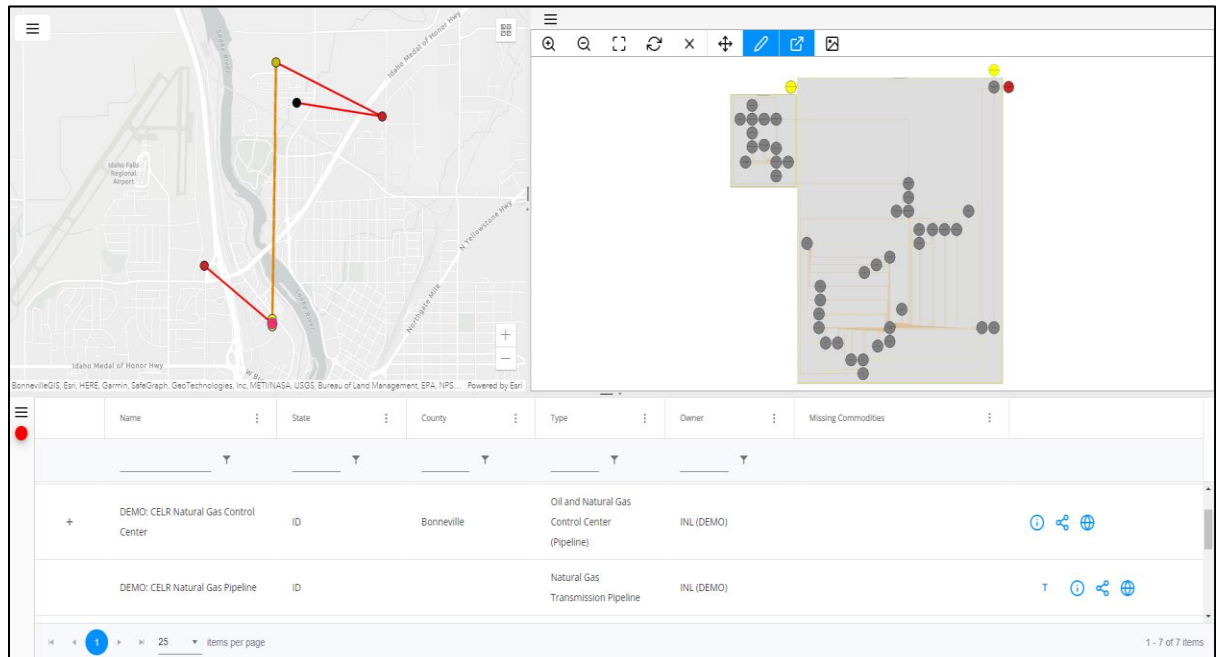 Idaho Medal of Honor Hwy
Snake River
Idaho Falls
Regional
Airport
N Yellowstone Hwy
Northgate Mile
Snake River
Idaho Medal of Honor Hwy
W Br
BonnevilleGIS, Esri, HERE, Garmin, SafeGraph, GeoTechnologies, Inc, METI/NASA, USGS, Bureau of Land Management, EPA, NPS... Powered by Esri
Name State County Type Owner Missing Commodities
DEMO: CELR Natural Gas Control
Center
ID
Bonneville
Oil and Natural Gas
Control Center
(Pipeline)
INL (DEMO)
DEMO: CELR Natural Gas Pipeline
ID
Natural Gas
Transmission Pipeline
INL (DEMO)
T
1 25 items per page 1 - 7 of 7 items